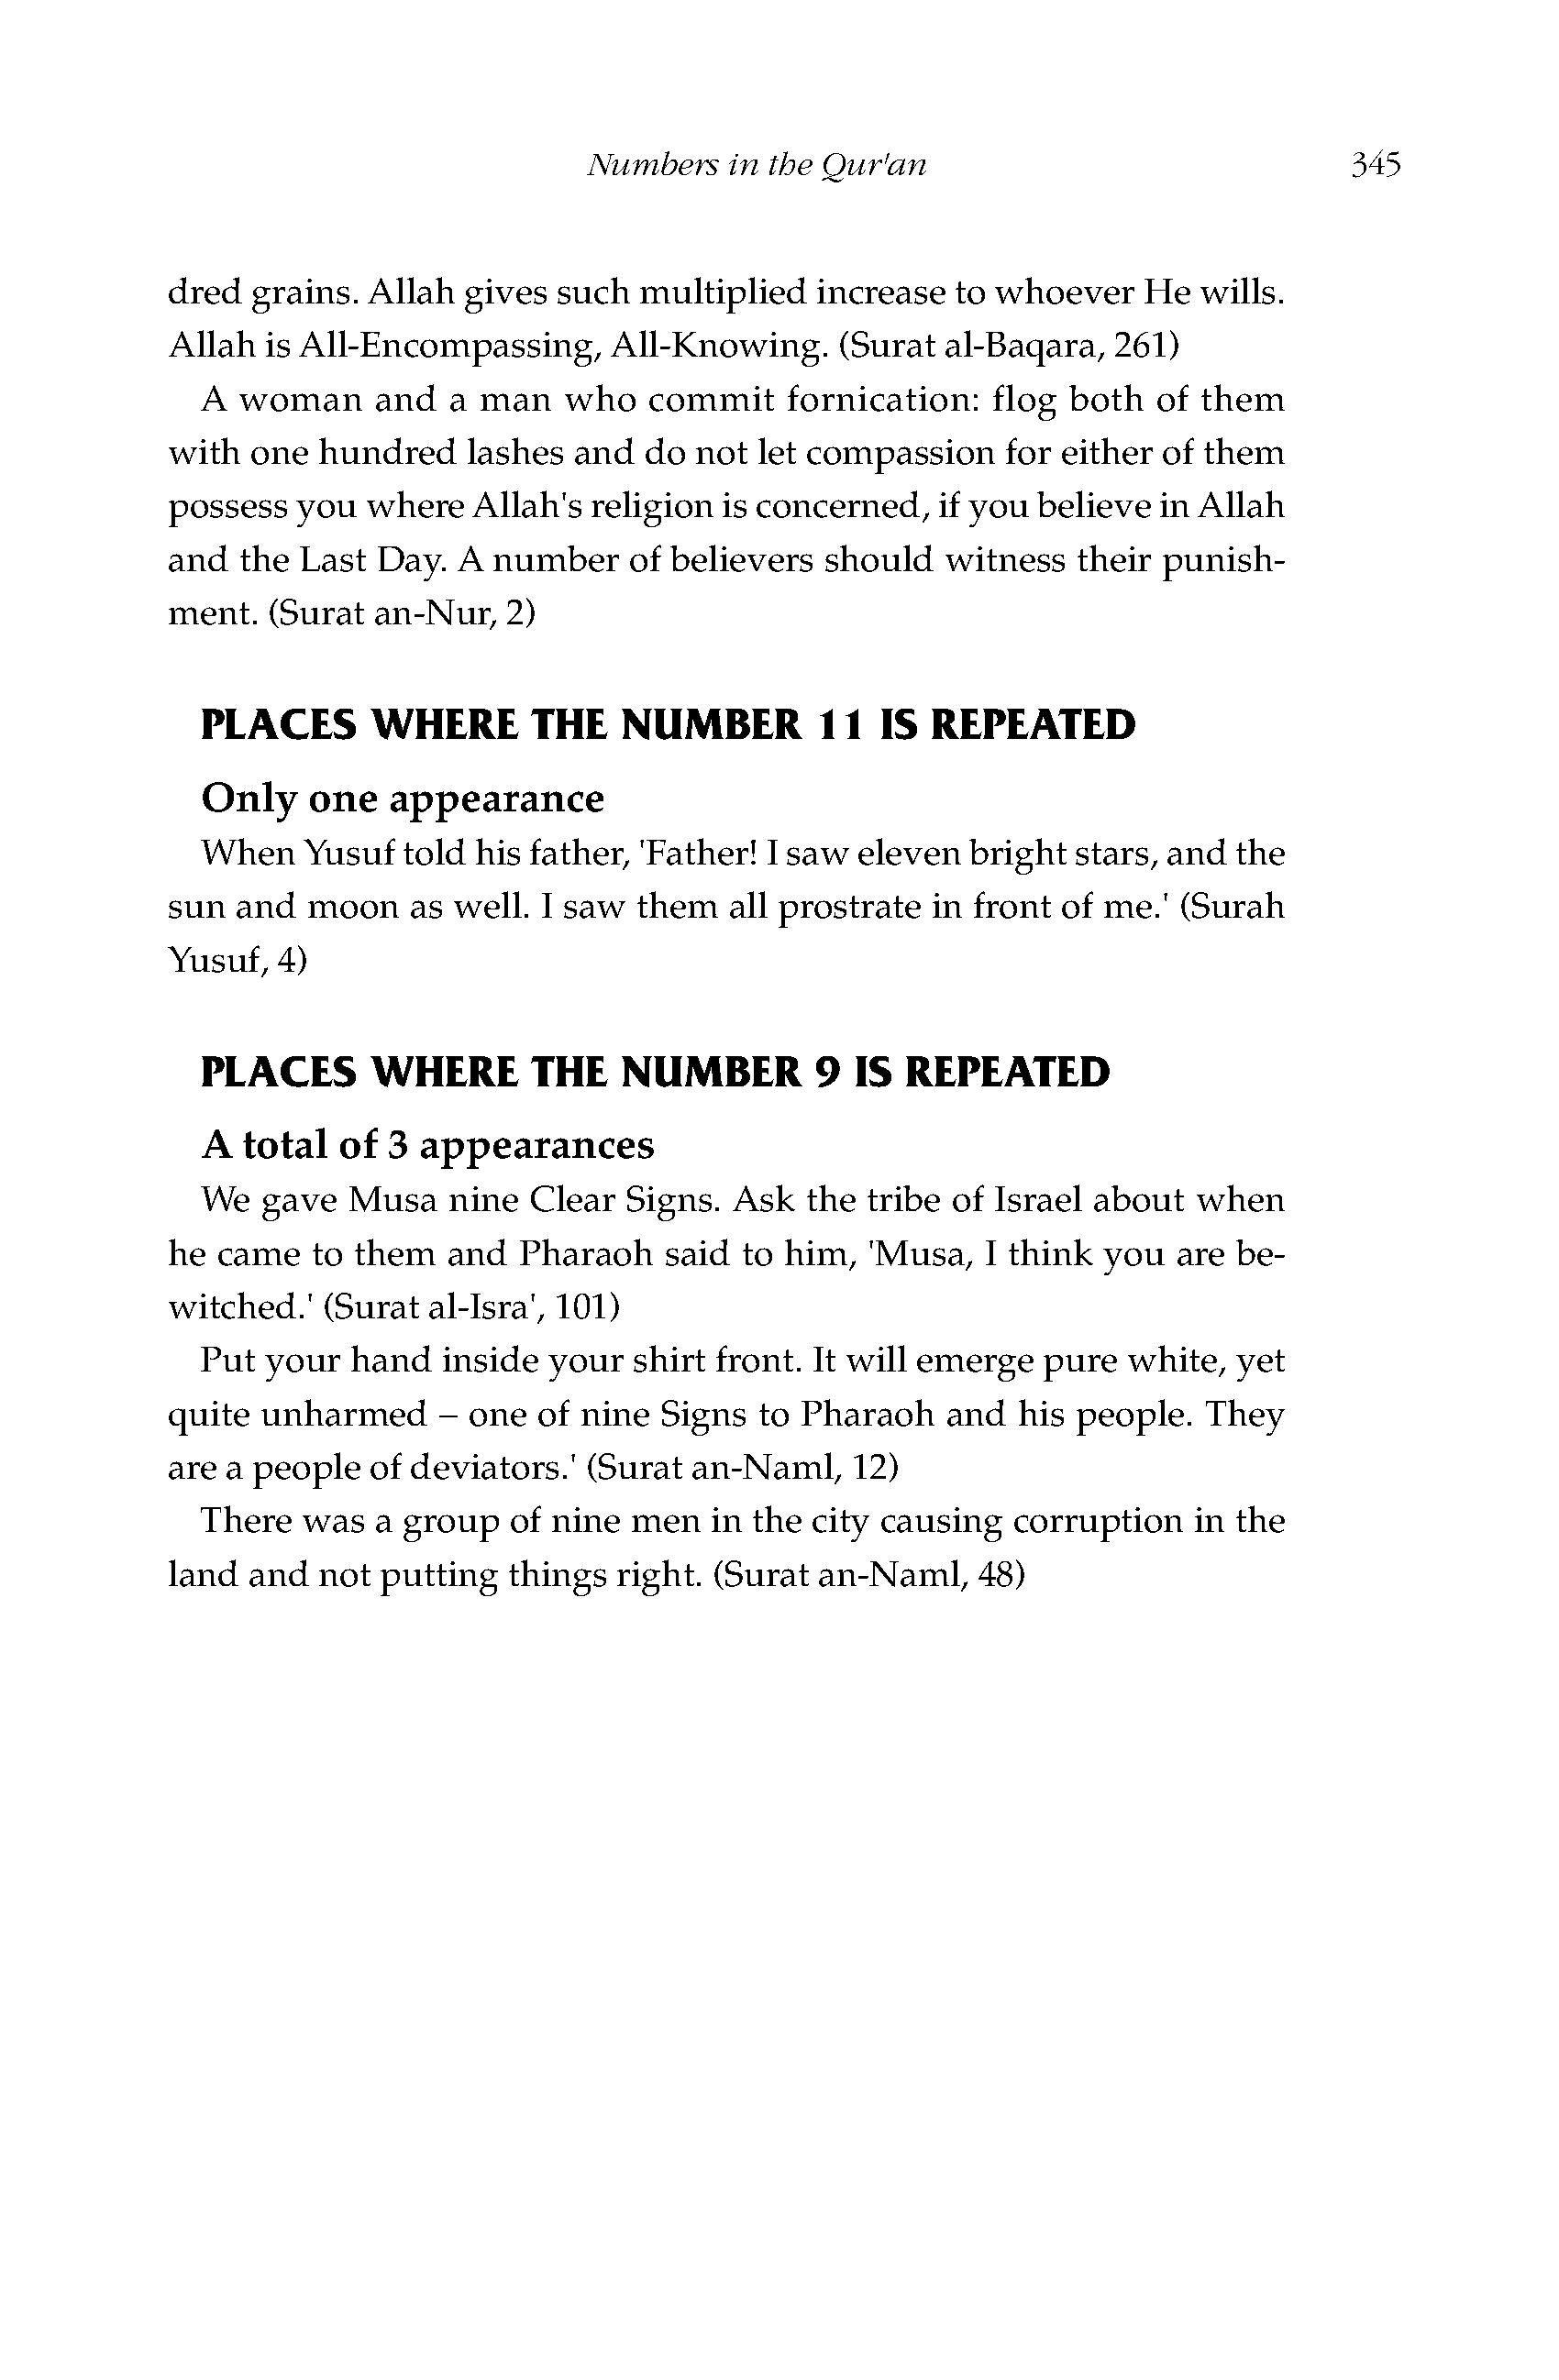 Numbers in the Qur'an 345
dred grains. Allah gives such multiplied increase to whoever He wills.
Allah is All-Encompassing, All-Knowing. (Surat al-Baqara, 261)
A woman and a man who commit fornication: flog both of them
with one hundred lashes and do not let compassion for either of them
possess you where Allah's religion is concerned, if you believe in Allah
and the Last Day. A number of believers should witness their punish-
ment. (Surat an-Nur, 2)
PLACES WHERE THE NUMBER 11 IS REPEATED
Only one appearance
When Yusuf told his father, 'Father! I saw eleven bright stars, and the
sun and moon as well. I saw them all prostrate in front of me.' (Surah
Yusuf, 4)
PLACES WHERE THE NUMBER 9 IS REPEATED
A total of 3 appearances
We gave Musa nine Clear Signs. Ask the tribe of Israel about when
he came to them and Pharaoh said to him, 'Musa, I think you are be-
witched.' (Surat al-Isra', 101)
Put your hand inside your shirt front. It will emerge pure white, yet
quite unharmed – one of nine Signs to Pharaoh and his people. They
are a people of deviators.' (Surat an-Naml, 12)
There was a group of nine men in the city causing corruption in the
land and not putting things right. (Surat an-Naml, 48)